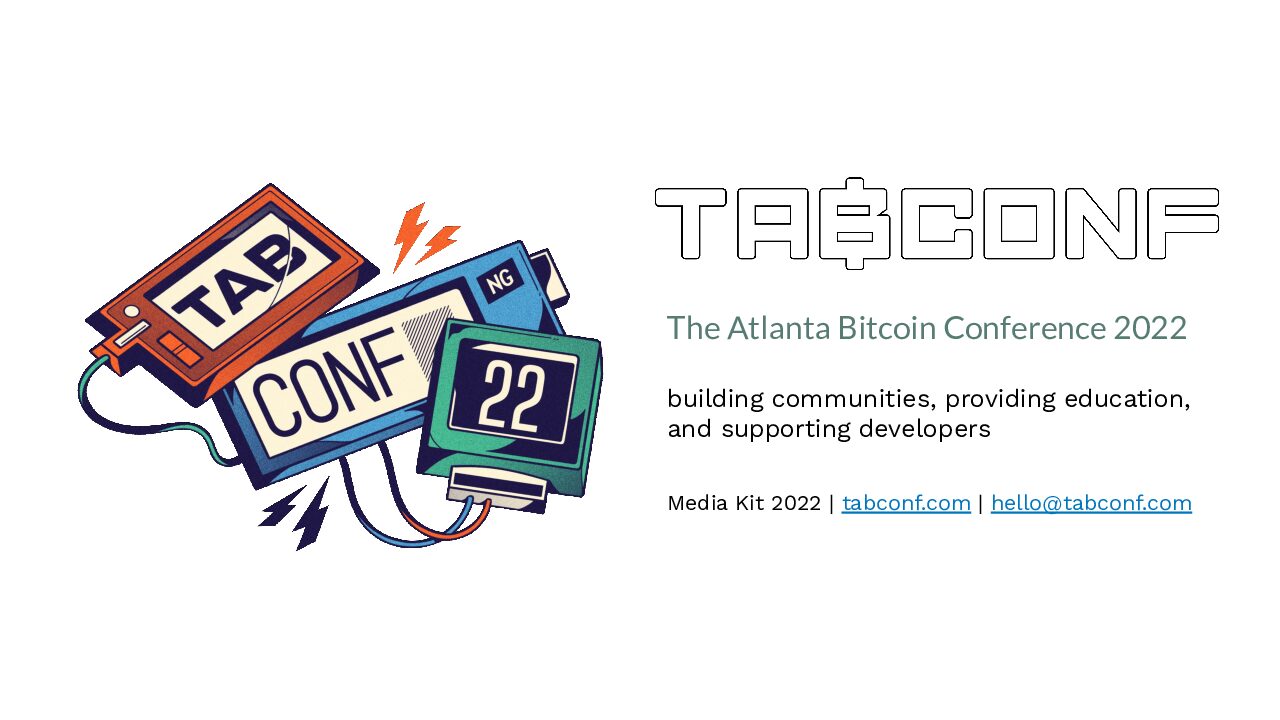 TAB
CONF
NG
22
TABCONF
The Atlanta Bitcoin Conference 2022
building communities, providing education,
and supporting developers
Media Kit 2022 | tabconf.com | hello@tabconf.com